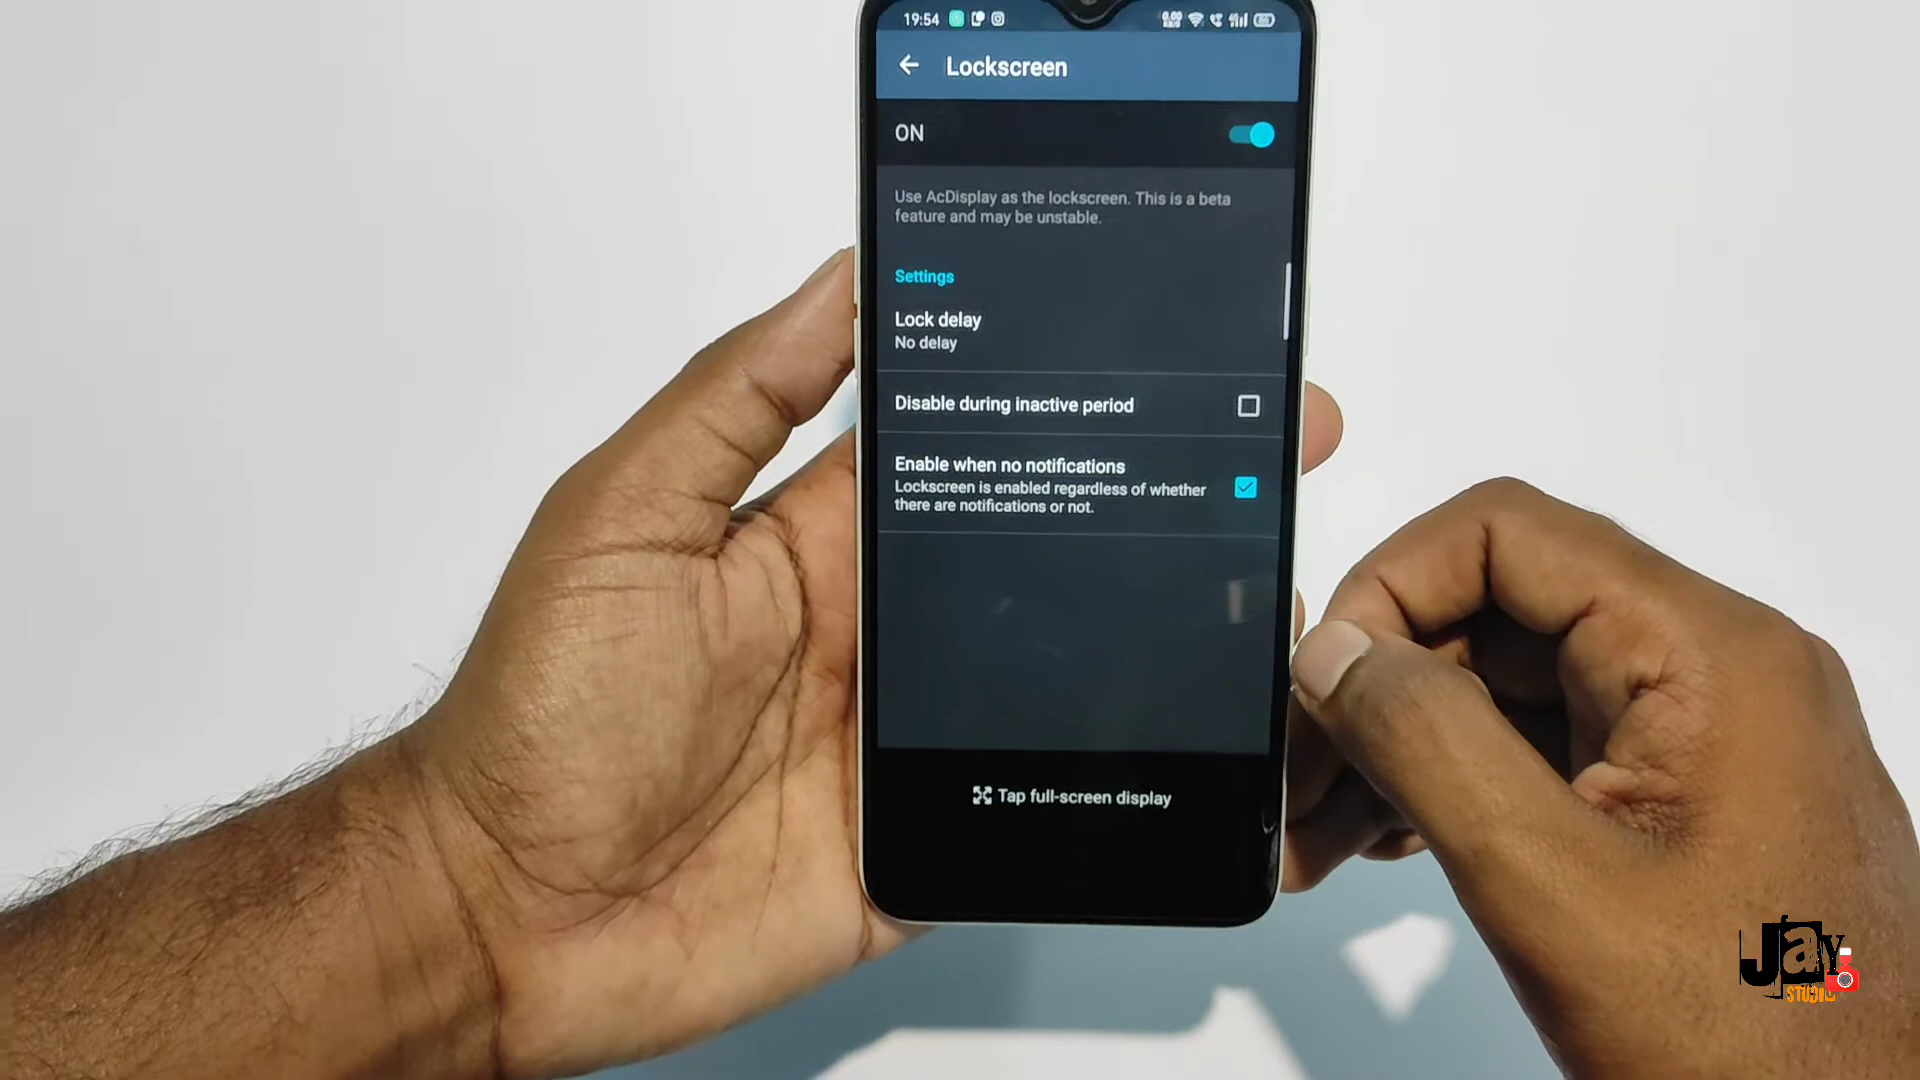 19:54
Lockscreen
ON
Use AcDisplay as the lockscreen. This is a beta
feature and may be unstable.
Settings
Lock delay
No delay
Disable during inactive period
Enable when no notifications
Lockscreen is enabled regardless of whether
there are notifications or not.
Tap full-screen display
Jay
STUDIO